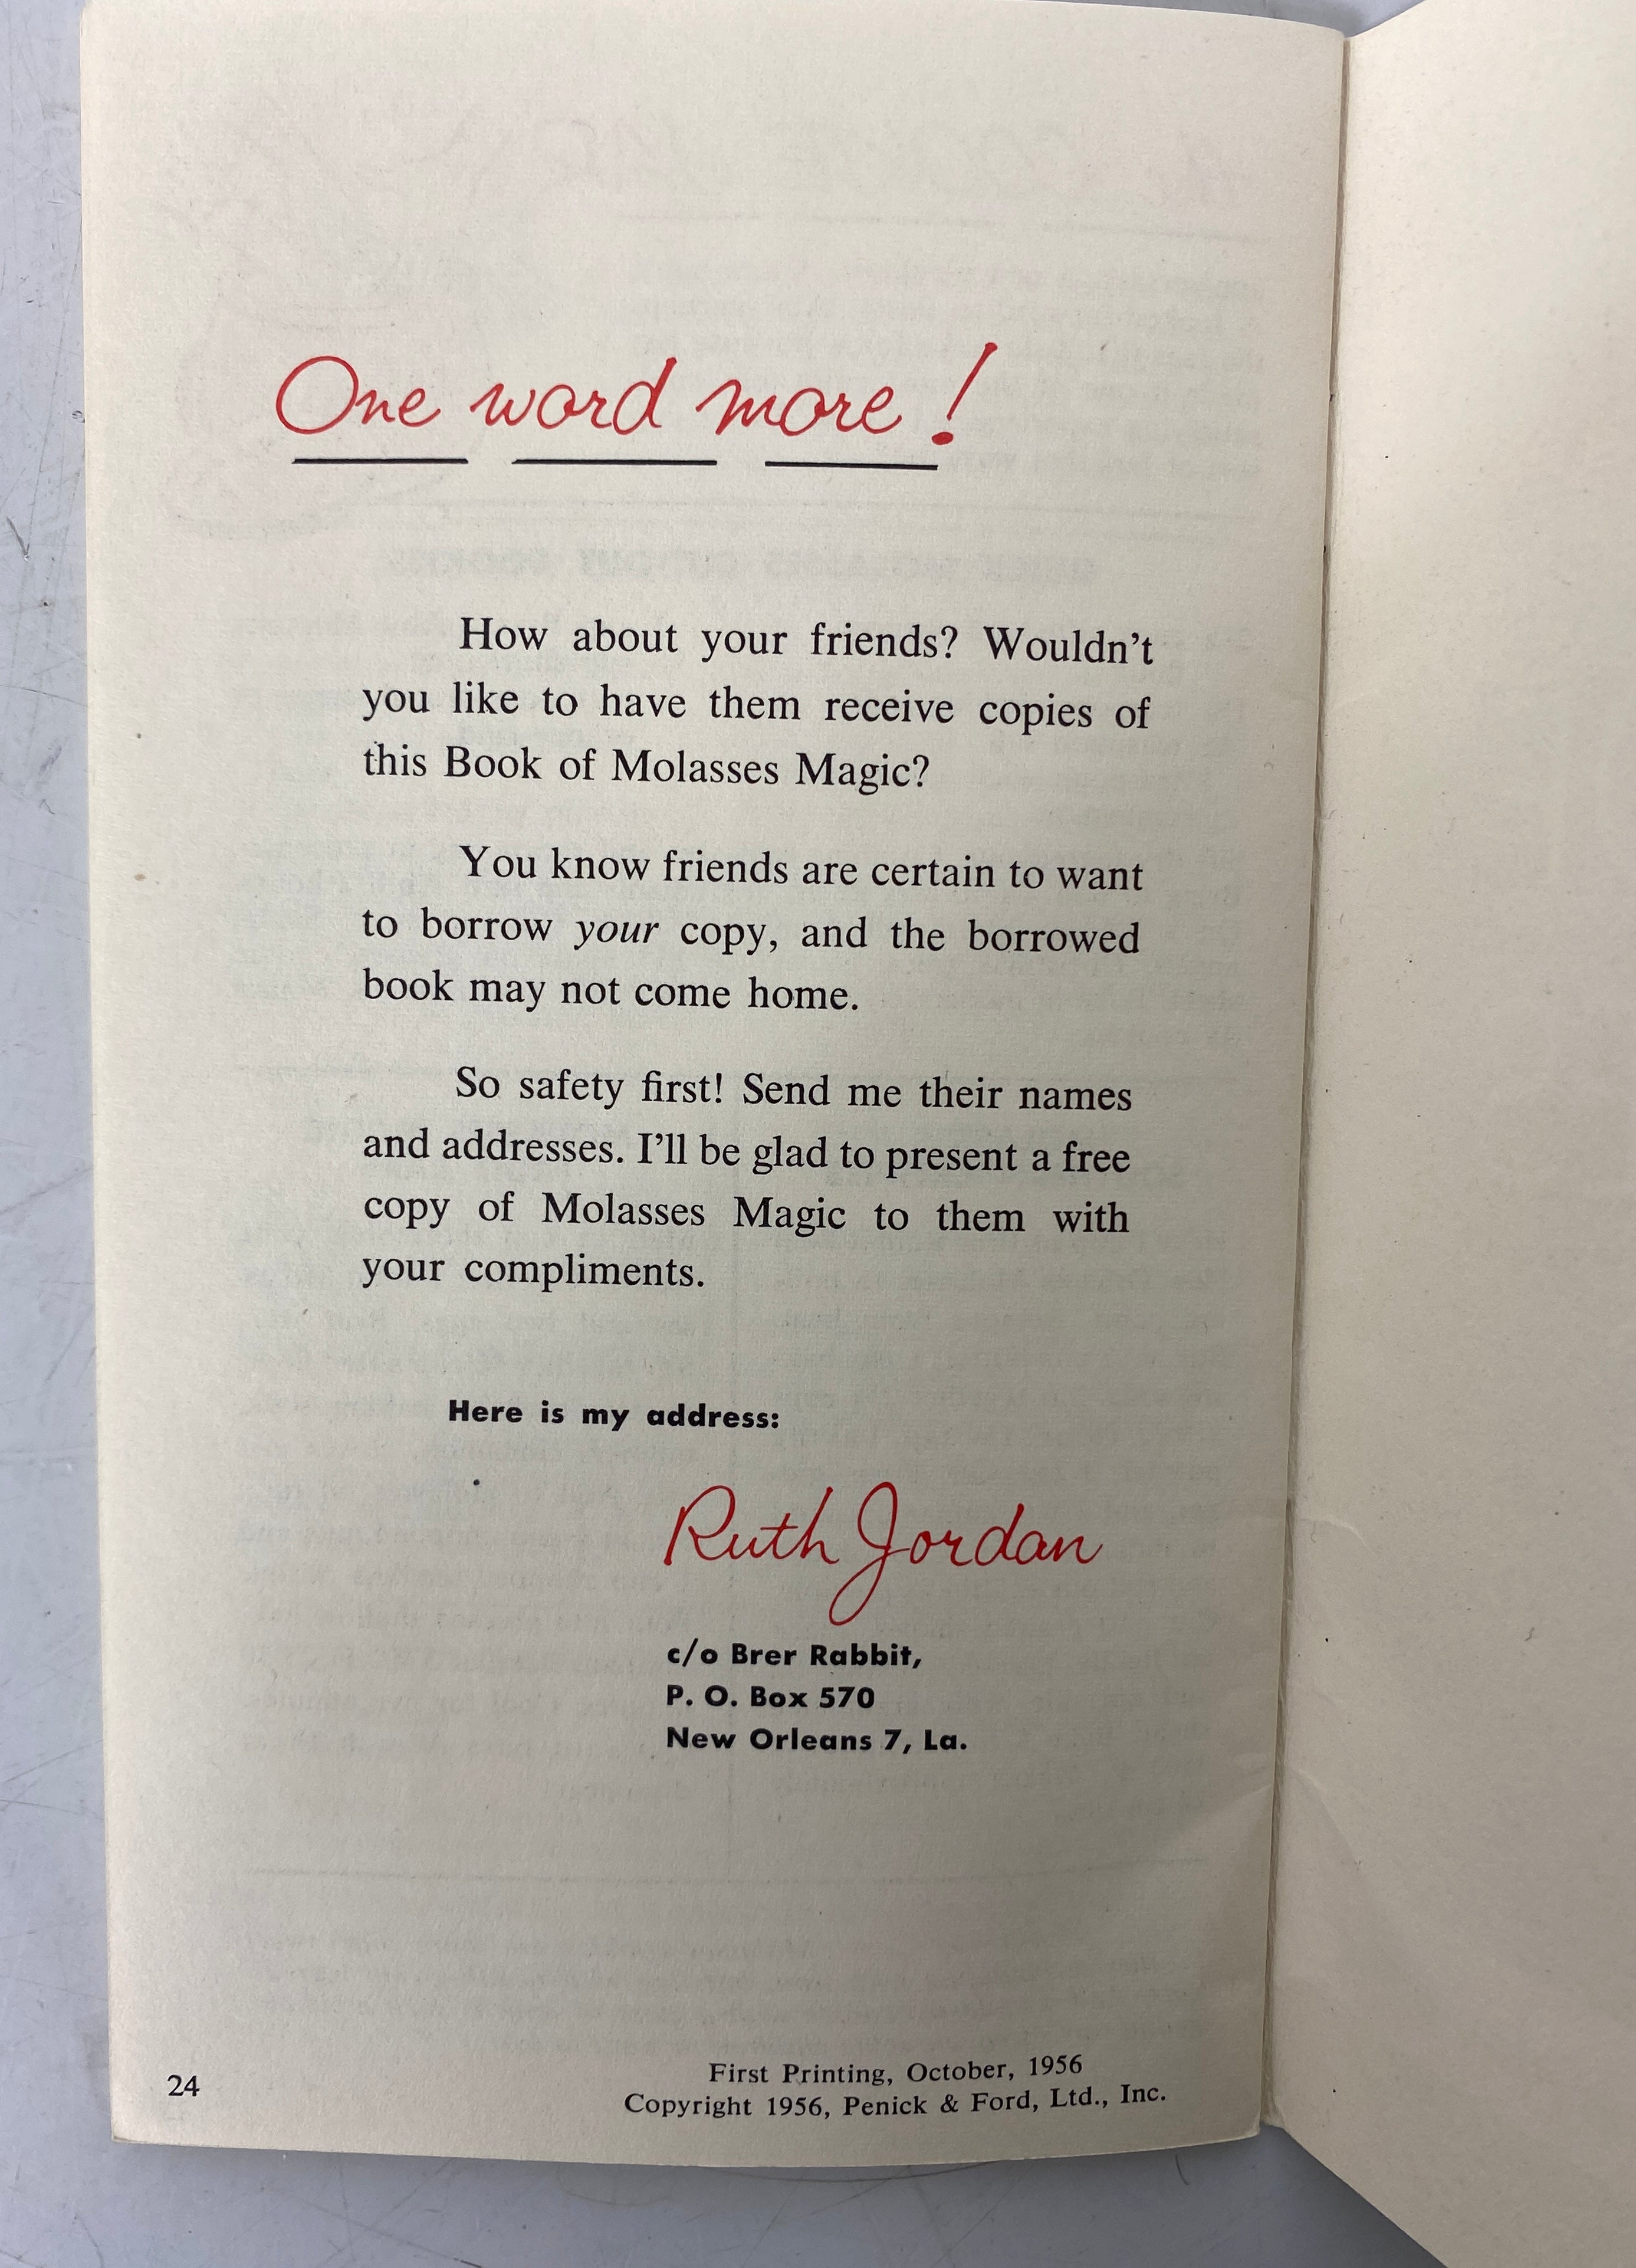 One word more!
How about your friends? Wouldn't
you like to have them receive copies of
this Book of Molasses Magic?
You know friends are certain to want
to borrow your copy, and the borrowed
book may not come home.
So safety first! Send me their names
and addresses. I'll be glad to present a free
copy of Molasses Magic to them with
your compliments.
Here is my address:
Ruth Jordan
c/o Brer Rabbit,
P. O. Box 570
New Orleans 7, La.
First Printing, October, 1956
24 Copyright 1956, Penick & Ford, Ltd., Inc.